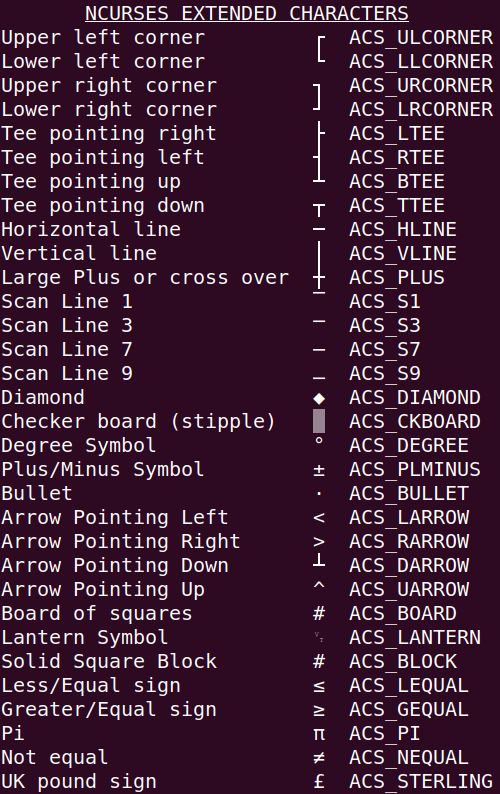 NCURSES EXTENDED CHARACTERS
Upper left corner ┌ ACS_ULCORNER
Lower left corner └ ACS_LLCORNER
Upper right corner ┐ ACS_URCORNER
Lower right corner ┘ ACS_LRCORNER
Tee pointing right ├ ACS_LTEE
Tee pointing left ┤ ACS_RTEE
Tee pointing up ┴ ACS_BTEE
Tee pointing down ┬ ACS_TTEE
Horizontal line ─ ACS_HLINE
Vertical line │ ACS_VLINE
Large Plus or cross over ┼ ACS_PLUS
Scan Line 1 ⎺ ACS_S1
Scan Line 3 ⎻ ACS_S3
Scan Line 7 ⎼ ACS_S7
Scan Line 9 ⎽ ACS_S9
Diamond ◆ ACS_DIAMOND
Checker board (stipple) ▒ ACS_CKBOARD
Degree Symbol ° ACS_DEGREE
Plus/Minus Symbol ± ACS_PLMINUS
Bullet · ACS_BULLET
Arrow Pointing Left < ACS_LARROW
Arrow Pointing Right > ACS_RARROW
Arrow Pointing Down ┴ ACS_DARROW
Arrow Pointing Up ^ ACS_UARROW
Board of squares # ACS_BOARD
Lantern Symbol ␋ ACS_LANTERN
Solid Square Block # ACS_BLOCK
Less/Equal sign ≤ ACS_LEQUAL
Greater/Equal sign ≥ ACS_GEQUAL
Pi π ACS_PI
Not equal ≠ ACS_NEQUAL
UK pound sign £ ACS_STERLING